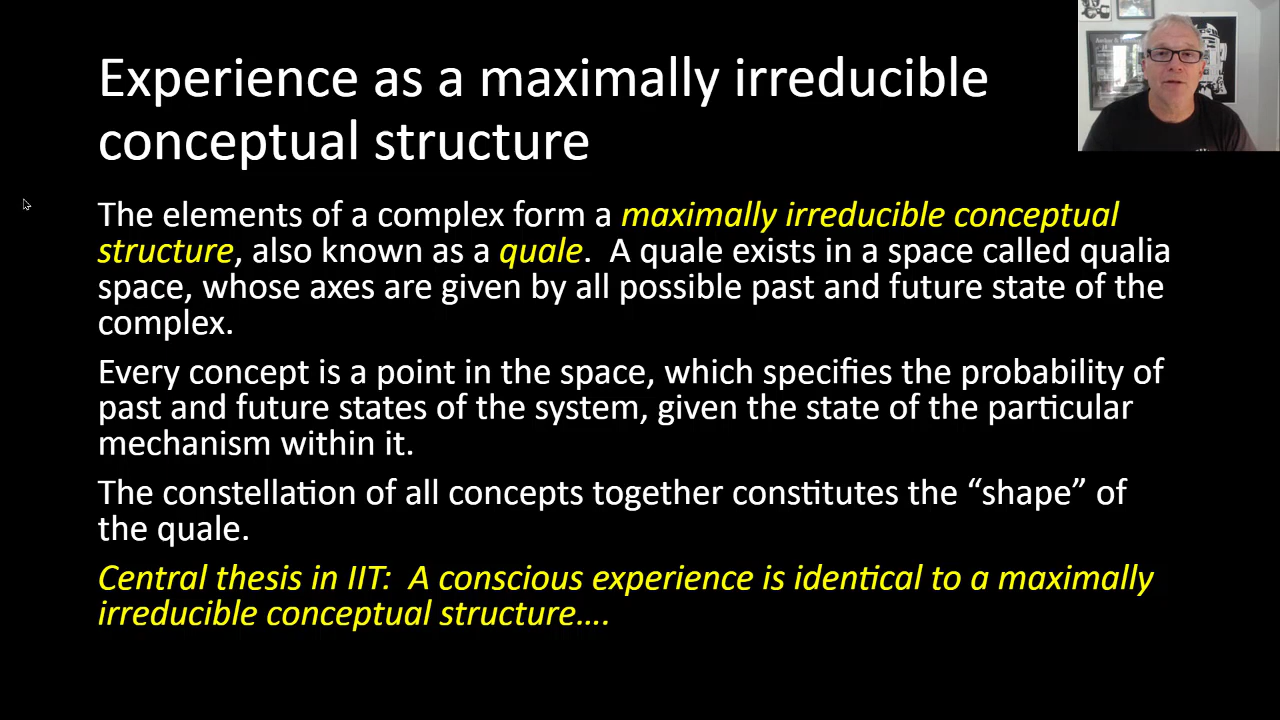 Experience as a maximally irreducible
conceptual structure
The elements of a complex form a maximally irreducible conceptual
structure, also known as a quale.  A quale exists in a space called qualia
space, whose axes are given by all possible past and future state of the
complex.
Every concept is a point in the space, which specifies the probability of
past and future states of the system, given the state of the particular
mechanism within it.
The constellation of all concepts together constitutes the “shape” of
the quale.
Central thesis in IIT:  A conscious experience is identical to a maximally
irreducible conceptual structure….